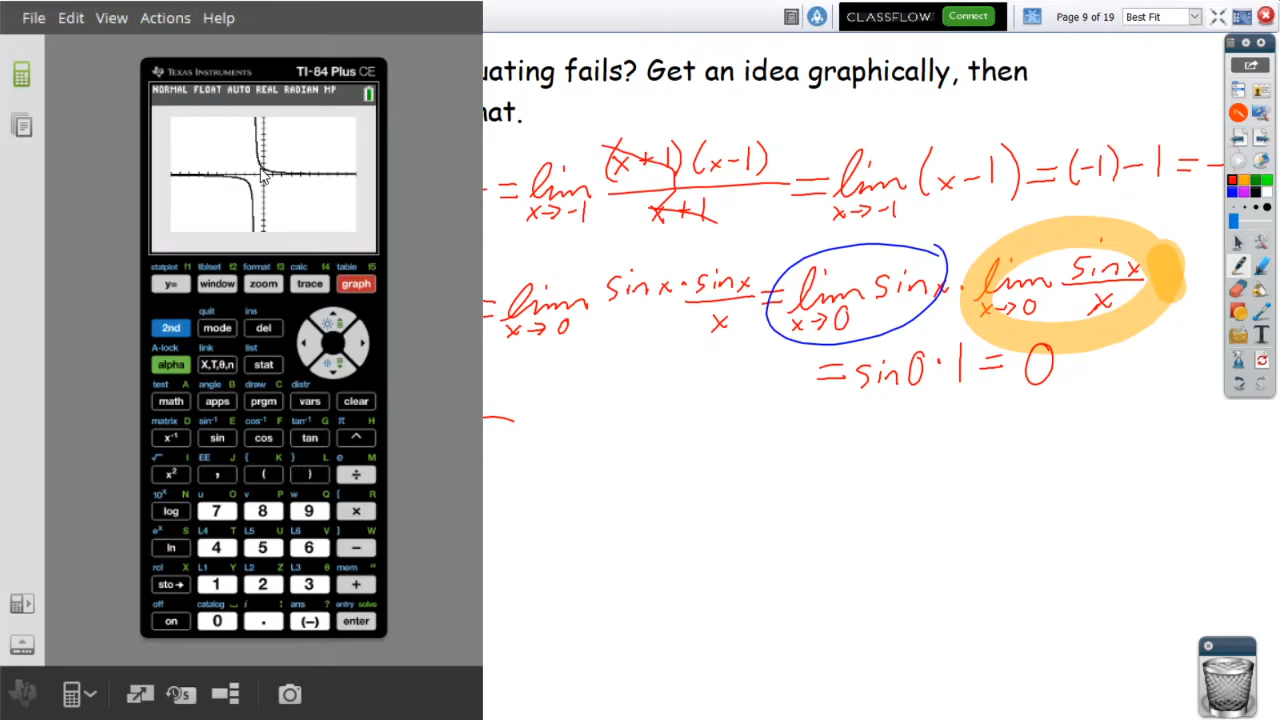 File Edit View Actions Help
CLASSFLOW Connect
Page 9 of 19 Best Fit
uating fails? Get an idea graphically, then
hat.
= lim x→-1 (x+1)(x-1) / x+1 = lim x→-1 (x-1) = (-1)-1 = -
= lim x→0 sinx · sinx / x = lim x→0 sinx · lim x→0 sinx / x
= sin0 · 1 = 0
TEXAS INSTRUMENTS TI-84 Plus CE
NORMAL FLOAT AUTO REAL RADIAN MP
statplot f1 tblset f2 format f3 calc f4 table f5
y= window zoom trace graph
quit ins
2nd mode del
A-lock link list
alpha X,T,θ,n stat
test A angle B draw C distr
math apps prgm vars clear
matrix D sin⁻¹ E cos⁻¹ F tan⁻¹ G π H
x⁻¹ sin cos tan ^
√ I EE J { K } L e M
x² , ( ) ÷
10ˣ N u O v P w Q [ R
log 7 8 9 ×
eˣ S L4 T L5 U L6 V ] W
ln 4 5 6 −
rcl X L1 Y L2 Z L3 θ mem "
sto→ 1 2 3 +
off catalog i : ans ? entry solve
on 0 . (−) enter